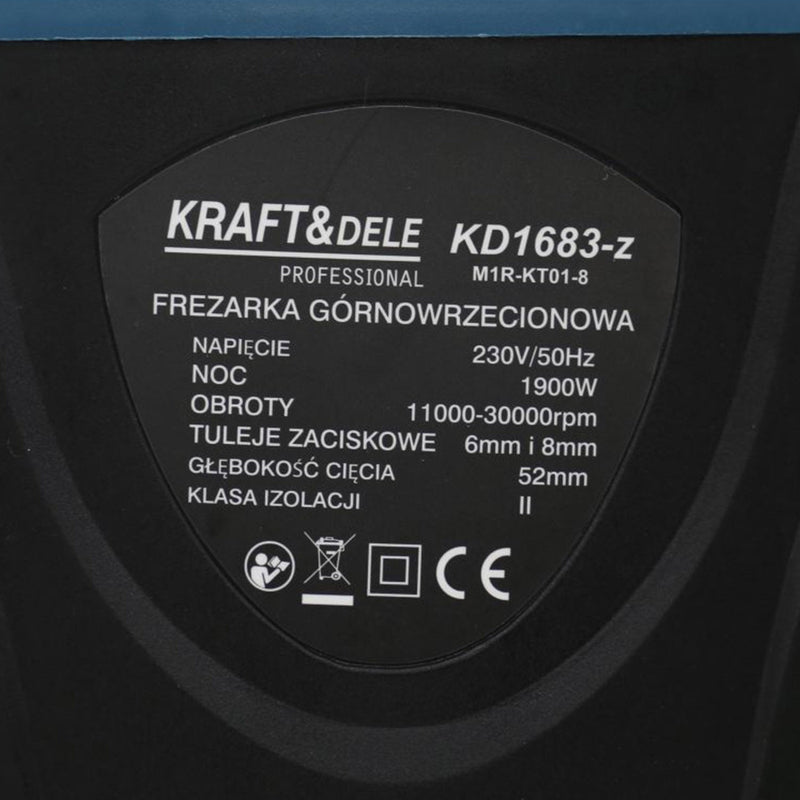 KRAFT&DELE KD1683-z
PROFESSIONAL M1R-KT01-8
FREZARKA GÓRNOWRZECIONOWA
NAPIĘCIE 230V/50Hz
NOC 1900W
OBROTY 11000-30000rpm
TULEJE ZACISKOWE 6mm i 8mm
GŁĘBOKOŚĆ CIĘCIA 52mm
KLASA IZOLACJI II
CE